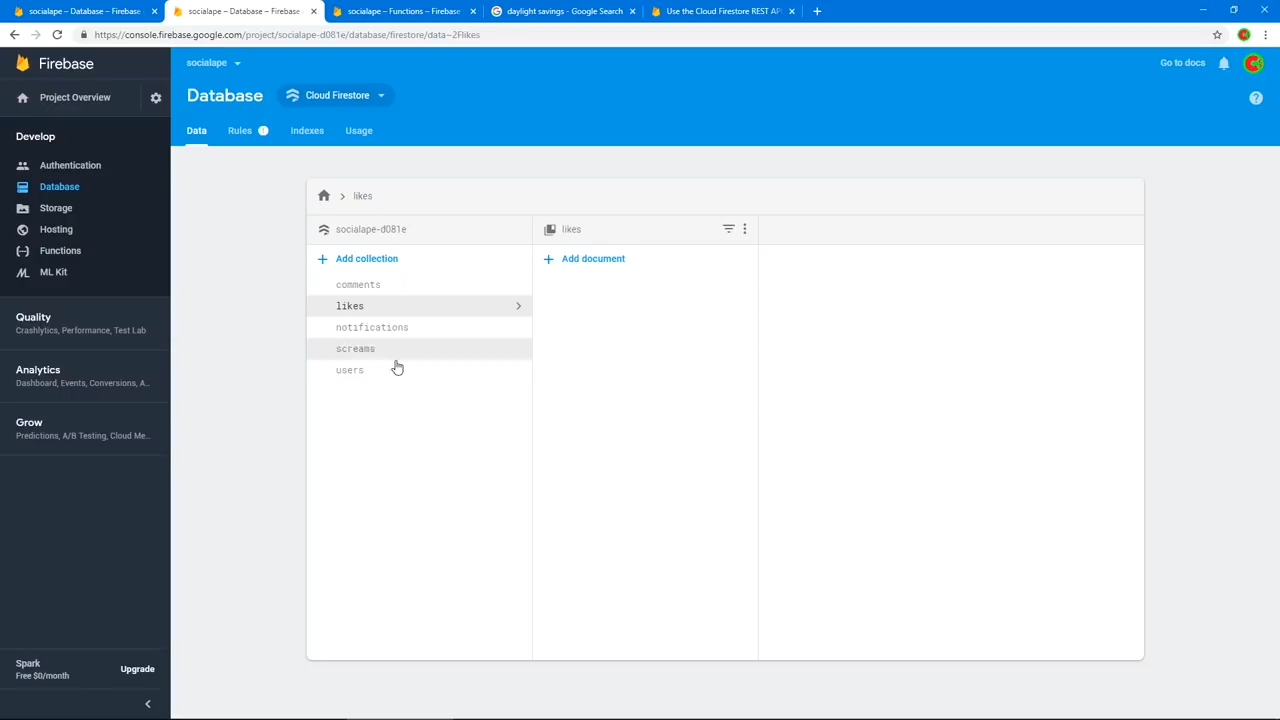 socialape – Database – Firebase
socialape – Database – Firebase
socialape – Functions – Firebase
daylight savings - Google Search
Use the Cloud Firestore REST AP
https://console.firebase.google.com/project/socialape-d081e/database/firestore/data~2Flikes
Firebase
socialape
Go to docs
Project Overview
Database
Cloud Firestore
Develop
Data
Rules
Indexes
Usage
Authentication
Database
Storage
Hosting
Functions
ML Kit
likes
socialape-d081e
likes
Add collection
Add document
comments
likes
notifications
screams
users
Quality
Crashlytics, Performance, Test Lab
Analytics
Dashboard, Events, Conversions, A...
Grow
Predictions, A/B Testing, Cloud Me...
Spark
Free $0/month
Upgrade